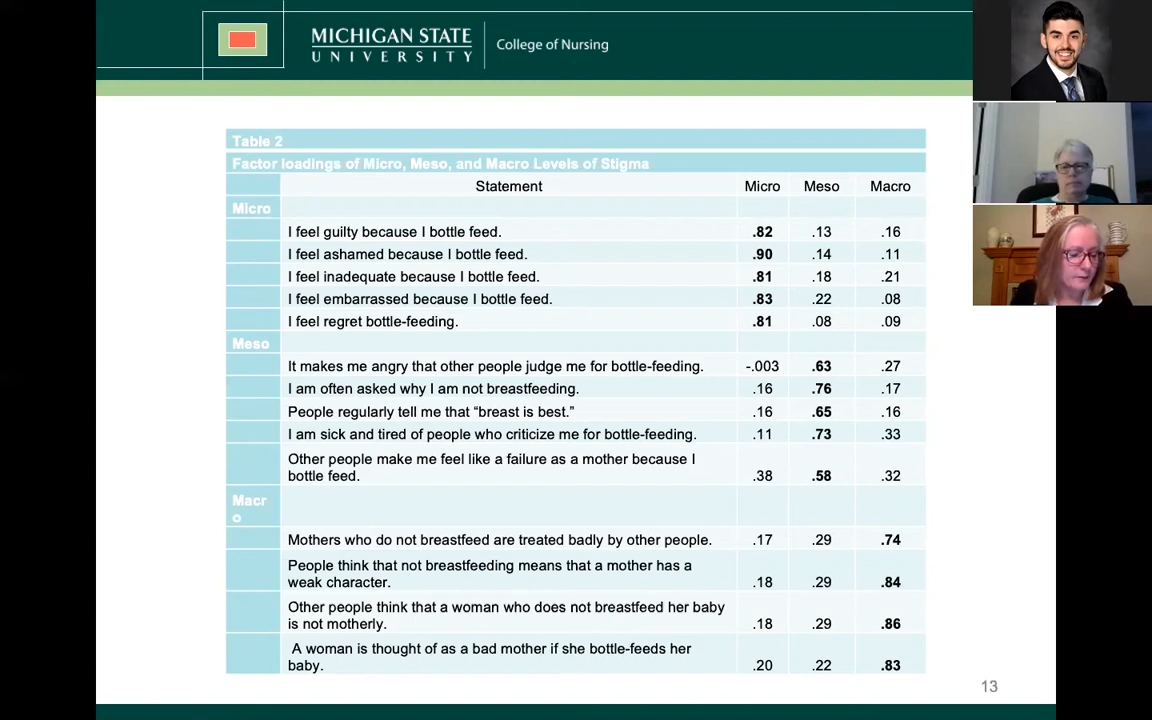 MICHIGAN STATE
UNIVERSITY
College of Nursing
Table 2
Factor loadings of Micro, Meso, and Macro Levels of Stigma
Statement Micro Meso Macro
Micro
I feel guilty because I bottle feed. .82 .13 .16
I feel ashamed because I bottle feed. .90 .14 .11
I feel inadequate because I bottle feed. .81 .18 .21
I feel embarrassed because I bottle feed. .83 .22 .08
I feel regret bottle-feeding. .81 .08 .09
Meso
It makes me angry that other people judge me for bottle-feeding. -.003 .63 .27
I am often asked why I am not breastfeeding. .16 .76 .17
People regularly tell me that “breast is best.” .16 .65 .16
I am sick and tired of people who criticize me for bottle-feeding. .11 .73 .33
Other people make me feel like a failure as a mother because I
bottle feed. .38 .58 .32
Macr
o
Mothers who do not breastfeed are treated badly by other people. .17 .29 .74
People think that not breastfeeding means that a mother has a
weak character. .18 .29 .84
Other people think that a woman who does not breastfeed her baby
is not motherly. .18 .29 .86
A woman is thought of as a bad mother if she bottle-feeds her
baby. .20 .22 .83
13